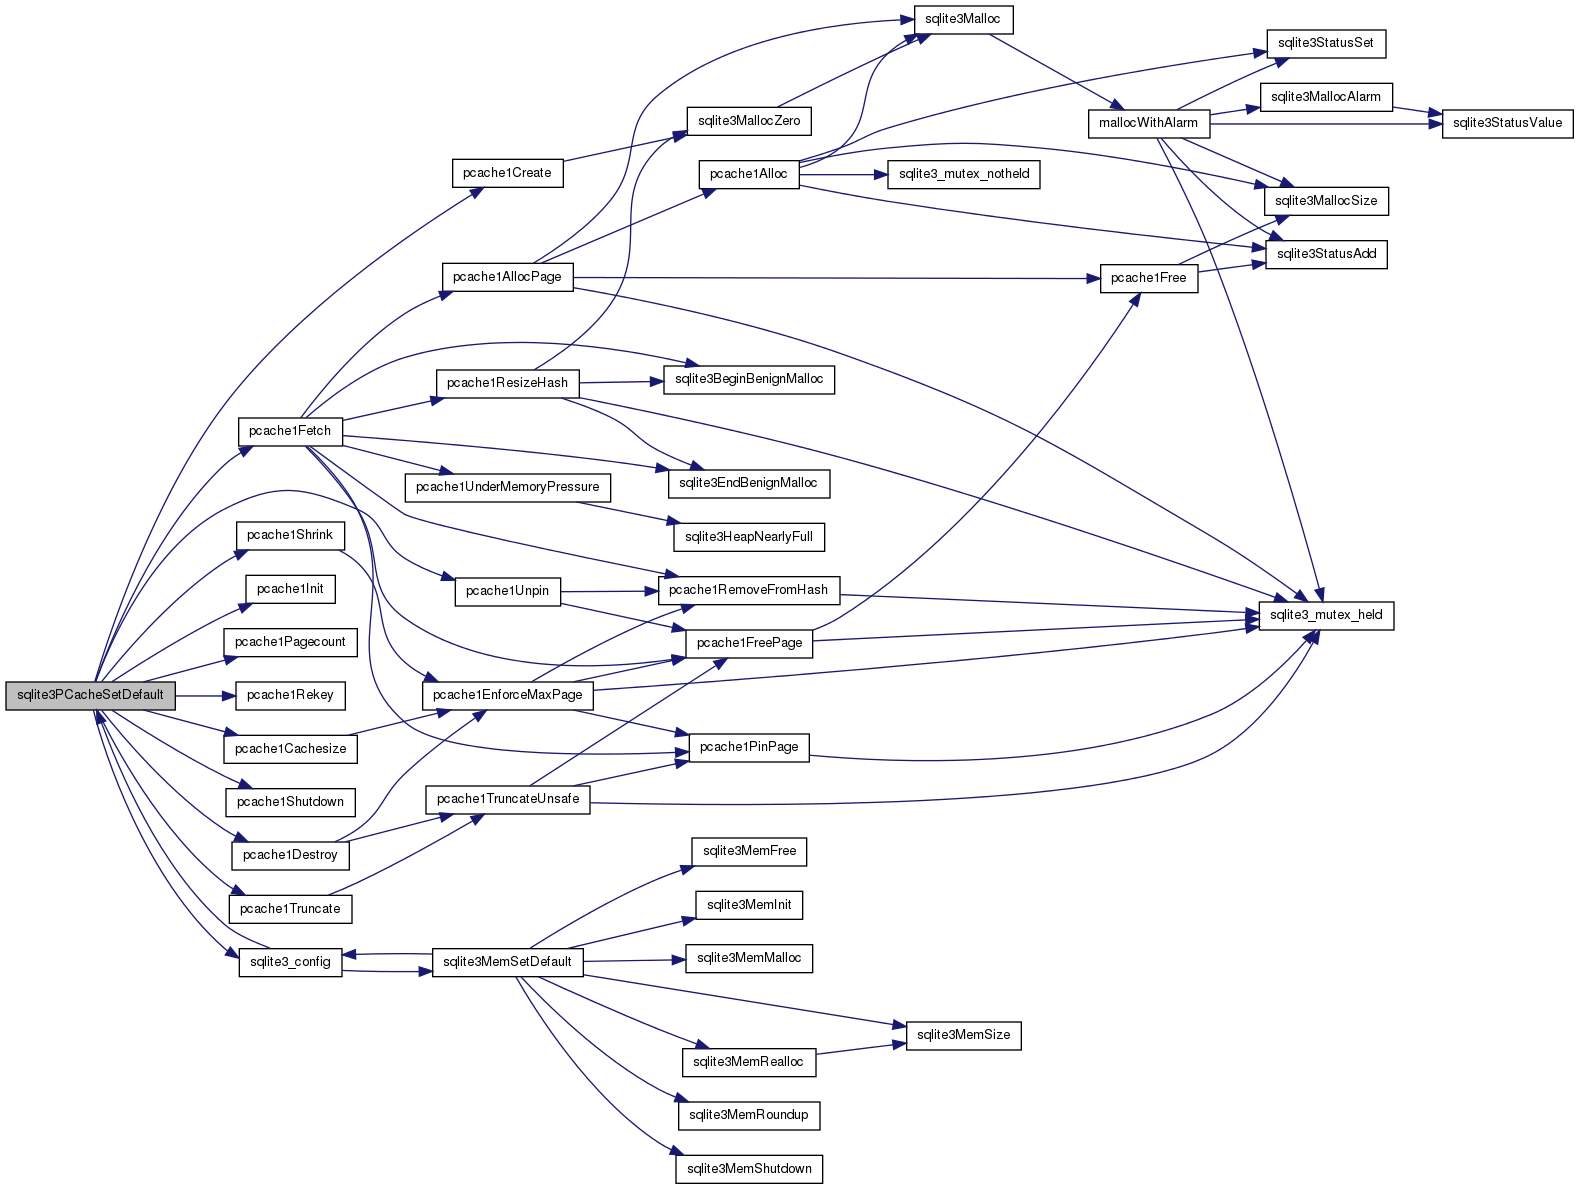 sqlite3Malloc
sqlite3StatusSet
sqlite3MallocAlarm
sqlite3MallocZero
mallocWithAlarm
sqlite3StatusValue
pcache1Create
pcache1Alloc
sqlite3_mutex_notheld
sqlite3MallocSize
sqlite3StatusAdd
pcache1AllocPage
pcache1Free
pcache1ResizeHash
sqlite3BeginBenignMalloc
pcache1Fetch
pcache1UnderMemoryPressure
sqlite3EndBenignMalloc
pcache1Shrink
sqlite3HeapNearlyFull
pcache1Init
pcache1Unpin
pcache1RemoveFromHash
sqlite3_mutex_held
pcache1Pagecount
pcache1FreePage
sqlite3PCacheSetDefault
pcache1Rekey
pcache1EnforceMaxPage
pcache1Cachesize
pcache1PinPage
pcache1Shutdown
pcache1TruncateUnsafe
pcache1Destroy
sqlite3MemFree
pcache1Truncate
sqlite3MemInit
sqlite3_config
sqlite3MemSetDefault
sqlite3MemMalloc
sqlite3MemSize
sqlite3MemRealloc
sqlite3MemRoundup
sqlite3MemShutdown